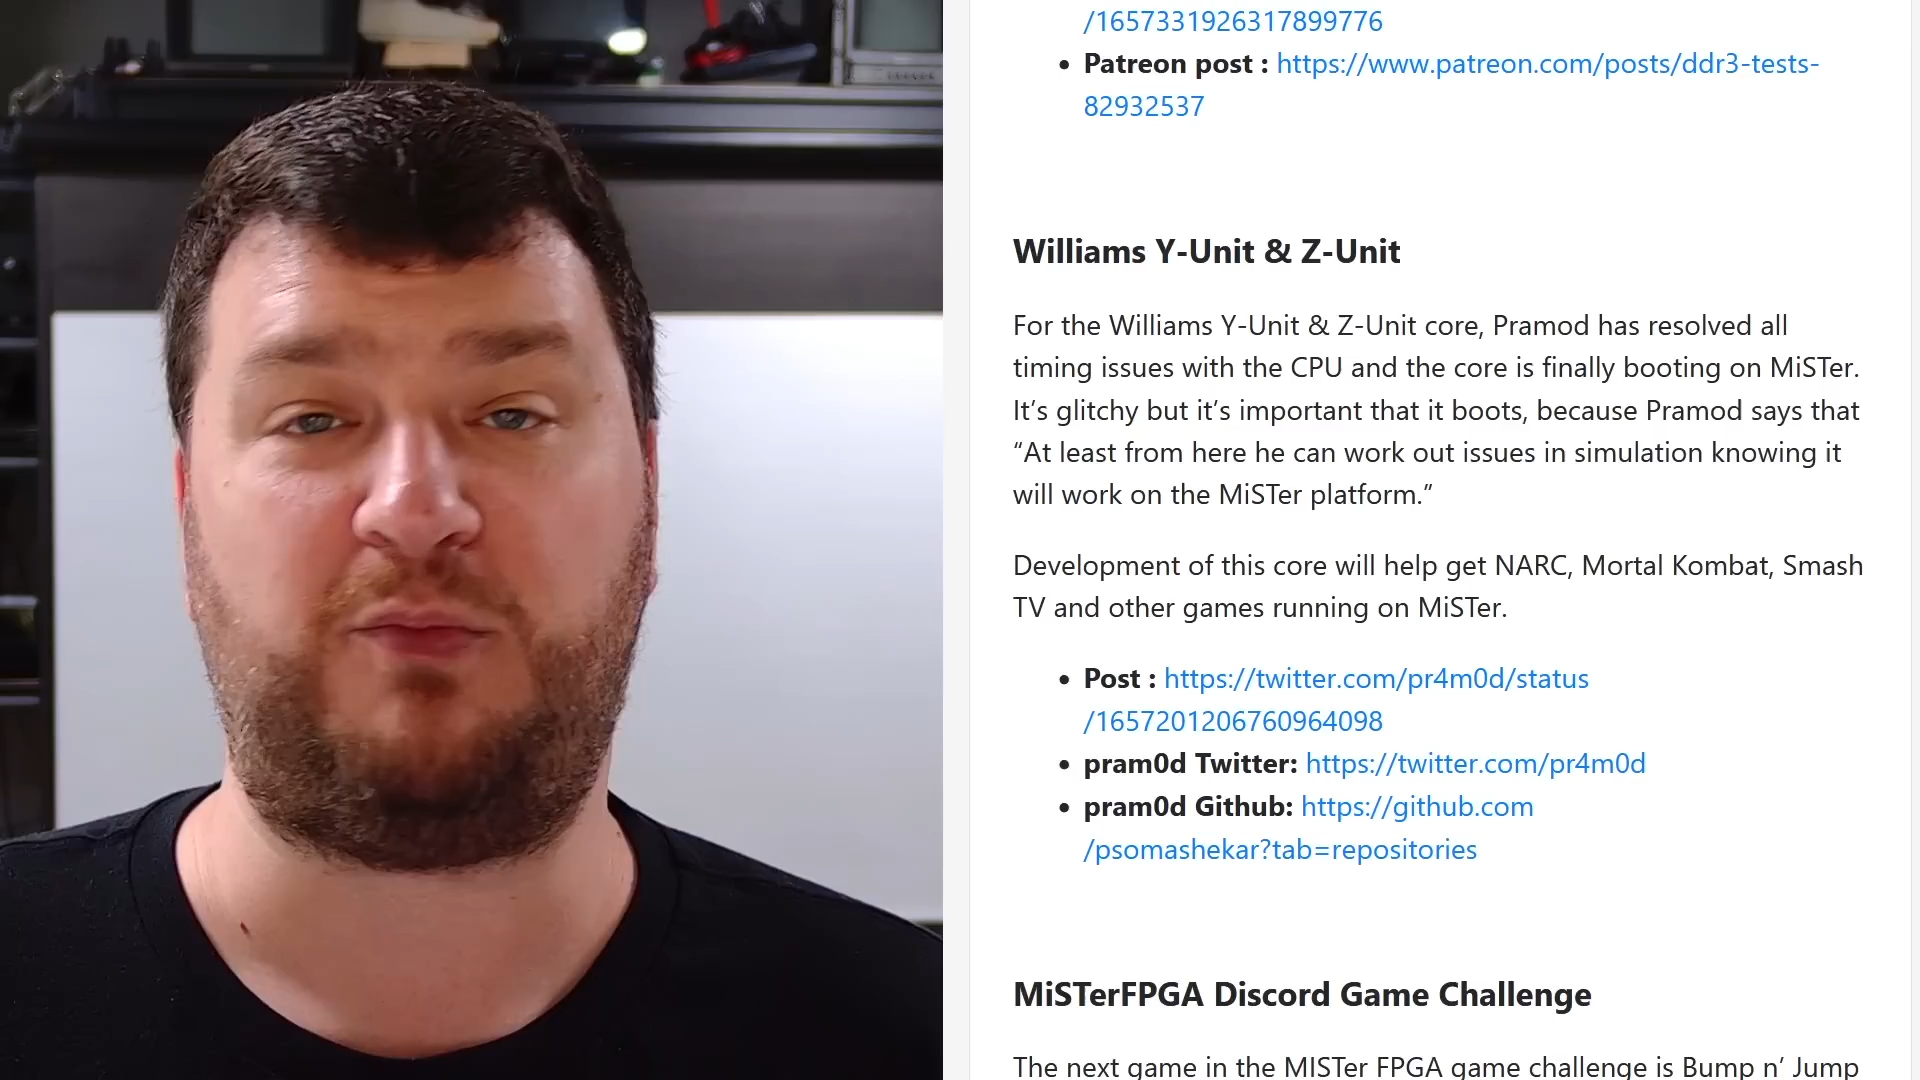 /1657331926317899776
• Patreon post : https://www.patreon.com/posts/ddr3-tests-
82932537
Williams Y-Unit & Z-Unit
For the Williams Y-Unit & Z-Unit core, Pramod has resolved all
timing issues with the CPU and the core is finally booting on MiSTer.
It’s glitchy but it’s important that it boots, because Pramod says that
“At least from here he can work out issues in simulation knowing it
will work on the MiSTer platform.”
Development of this core will help get NARC, Mortal Kombat, Smash
TV and other games running on MiSTer.
• Post : https://twitter.com/pr4m0d/status
/1657201206760964098
• pram0d Twitter: https://twitter.com/pr4m0d
• pram0d Github: https://github.com
/psomashekar?tab=repositories
MiSTerFPGA Discord Game Challenge
The next game in the MISTer FPGA game challenge is Bump n’ Jump